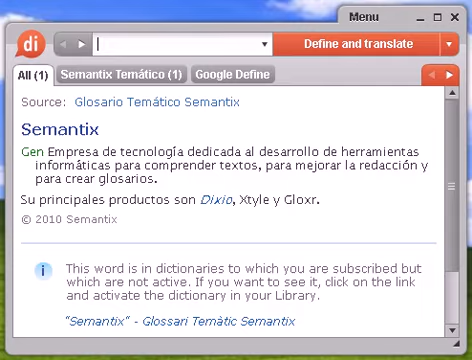 Menu
di
Define and translate
All (1) Semantix Temático (1) Google Define
Source: Glosario Temático Semantix
Semantix
Gen Empresa de tecnología dedicada al desarrollo de herramientas
informáticas para comprender textos, para mejorar la redacción y
para crear glosarios.
Su principales productos son Dixio, Xtyle y Gloxr.
© 2010 Semantix
i
This word is in dictionaries to which you are subscribed but
which are not active. If you want to see it, click on the link
and activate the dictionary in your Library.
"Semantix" - Glossari Temàtic Semantix